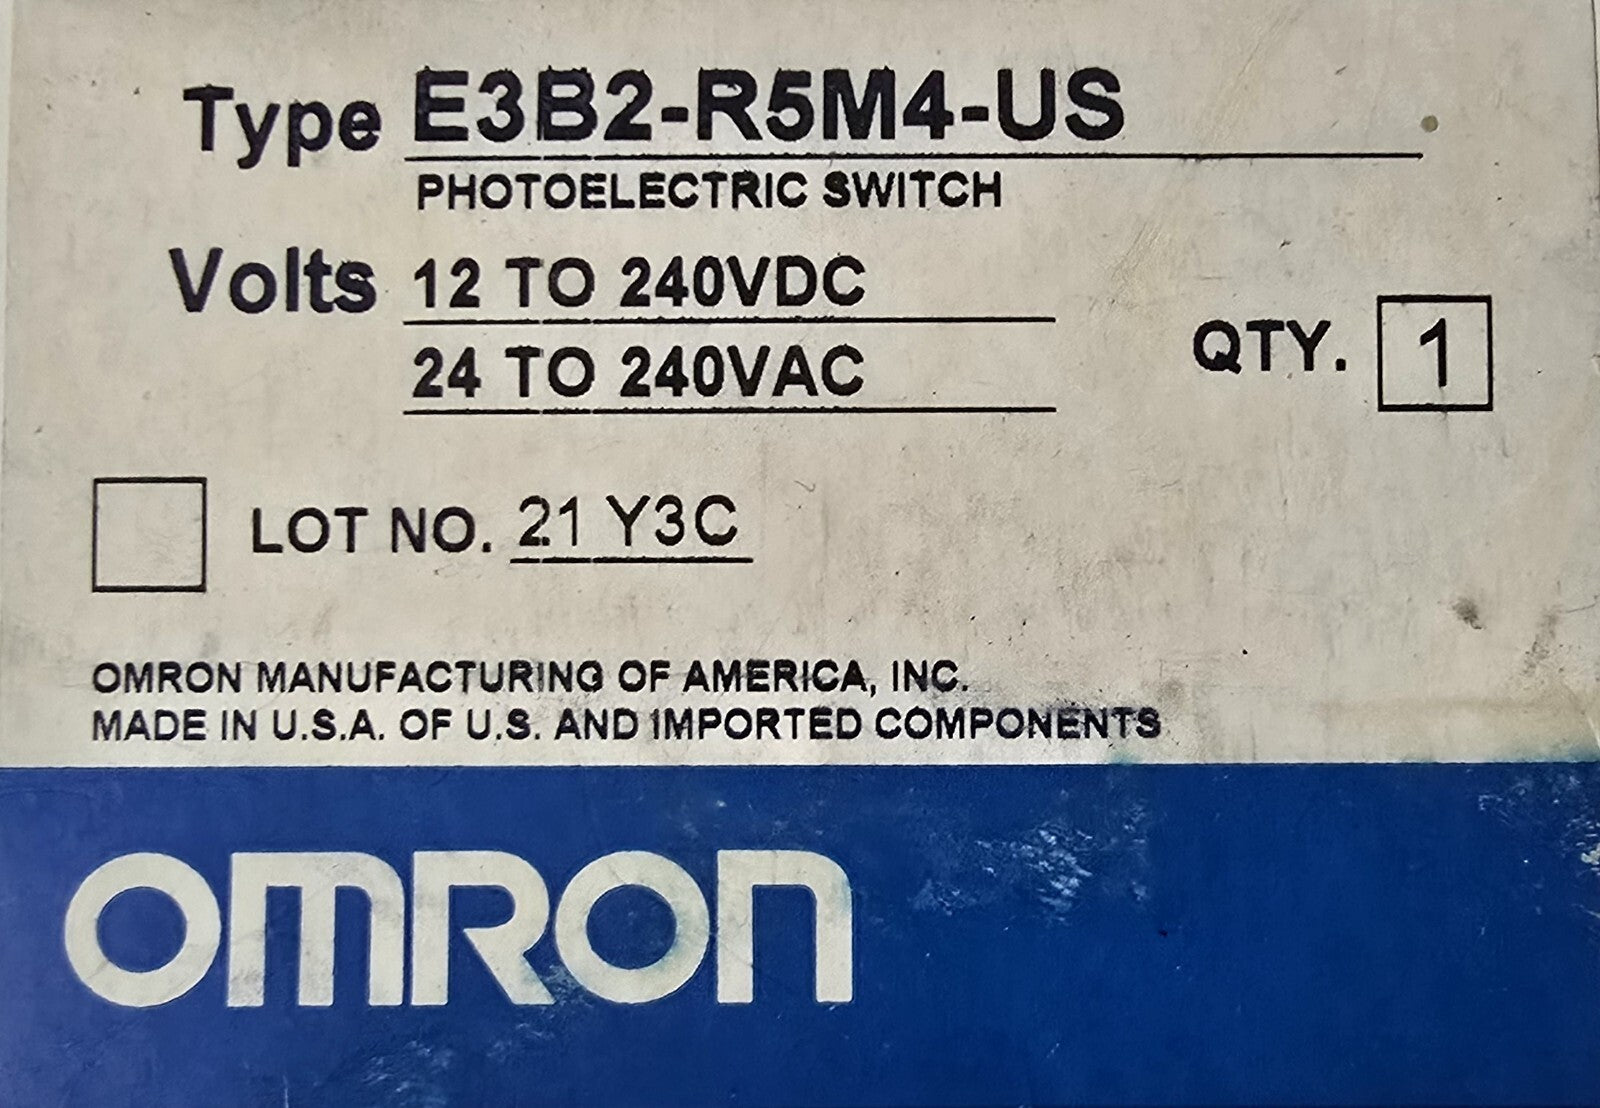 Type E3B2-R5M4-US
PHOTOELECTRIC SWITCH
Volts 12 TO 240VDC
24 TO 240VAC
QTY. 1
LOT NO. 21 Y3C
OMRON MANUFACTURING OF AMERICA, INC.
MADE IN U.S.A. OF U.S. AND IMPORTED COMPONENTS
OMRON